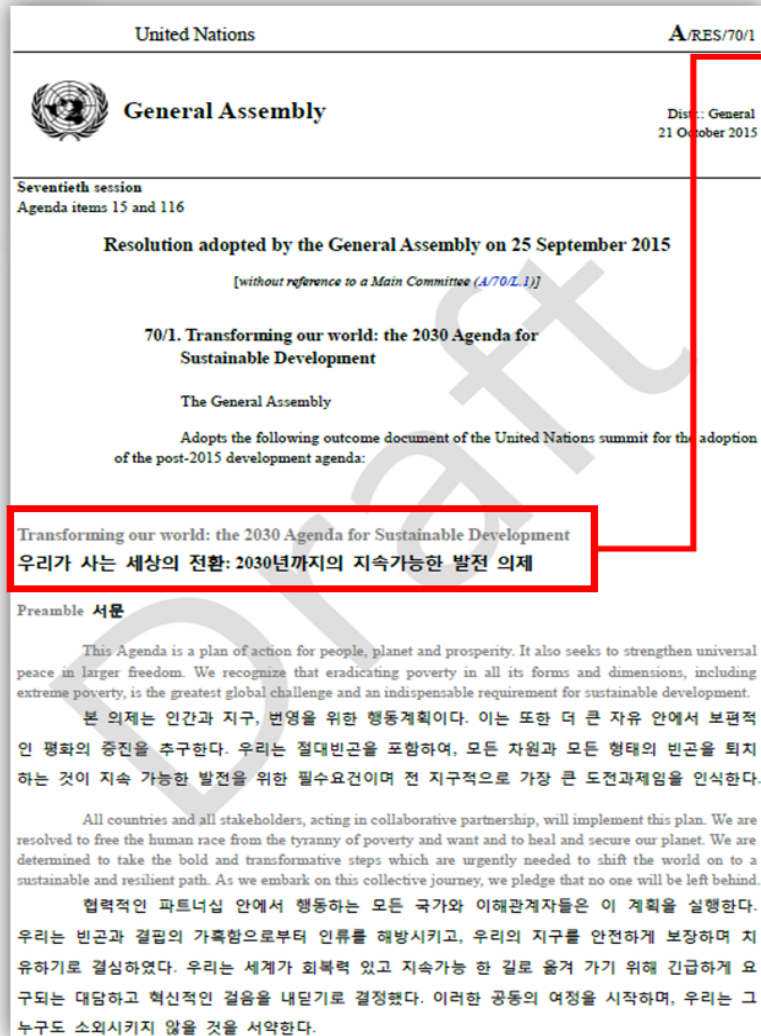 United Nations
A/RES/70/1
General Assembly
Distr.: General
21 October 2015
Seventieth session
Agenda items 15 and 116
Resolution adopted by the General Assembly on 25 September 2015
[without reference to a Main Committee (A/70/L.1)]
70/1. Transforming our world: the 2030 Agenda for
Sustainable Development
The General Assembly
Adopts the following outcome document of the United Nations summit for the adoption
of the post-2015 development agenda:
Transforming our world: the 2030 Agenda for Sustainable Development
우리가 사는 세상의 전환: 2030년까지의 지속가능한 발전 의제
Preamble 서문
This Agenda is a plan of action for people, planet and prosperity. It also seeks to strengthen universal
peace in larger freedom. We recognize that eradicating poverty in all its forms and dimensions, including
extreme poverty, is the greatest global challenge and an indispensable requirement for sustainable development.
본 의제는 인간과 지구, 번영을 위한 행동계획이다. 이는 또한 더 큰 자유 안에서 보편적
인 평화의 증진을 추구한다. 우리는 절대빈곤을 포함하여, 모든 차원과 모든 형태의 빈곤을 퇴치
하는 것이 지속 가능한 발전을 위한 필수요건이며 전 지구적으로 가장 큰 도전과제임을 인식한다.
All countries and all stakeholders, acting in collaborative partnership, will implement this plan. We are
resolved to free the human race from the tyranny of poverty and want and to heal and secure our planet. We are
determined to take the bold and transformative steps which are urgently needed to shift the world on to a
sustainable and resilient path. As we embark on this collective journey, we pledge that no one will be left behind.
협력적인 파트너십 안에서 행동하는 모든 국가와 이해관계자들은 이 계획을 실행한다.
우리는 빈곤과 결핍의 가혹함으로부터 인류를 해방시키고, 우리의 지구를 안전하게 보장하며 치
유하기로 결심하였다. 우리는 세계가 회복력 있고 지속가능 한 길로 옮겨 가기 위해 긴급하게 요
구되는 대담하고 혁신적인 걸음을 내딛기로 결정했다. 이러한 공동의 여정을 시작하며, 우리는 그
누구도 소외시키지 않을 것을 서약한다.
Draft